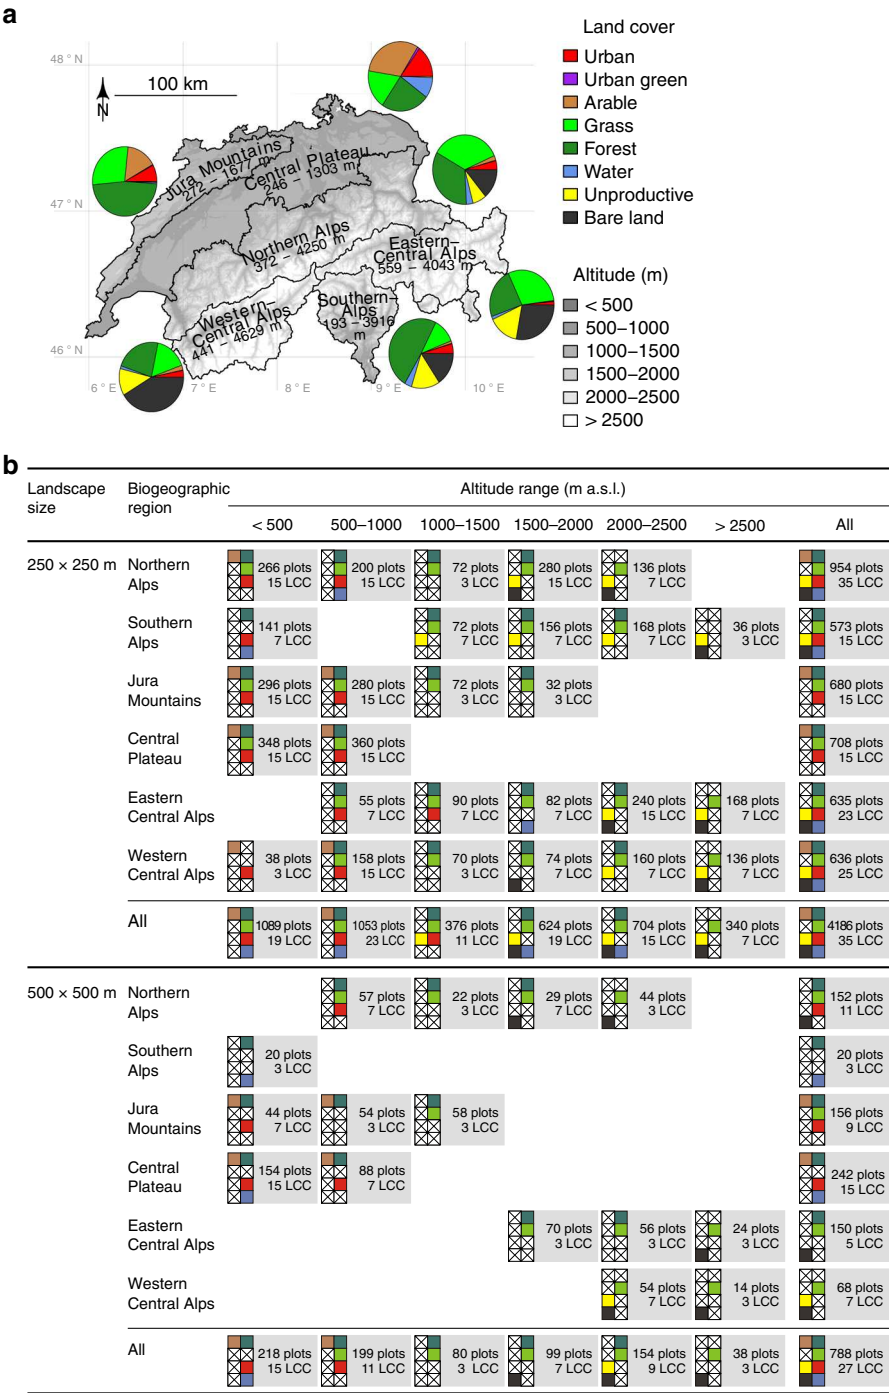 a
Land cover
Urban
Urban green
Arable
Grass
Forest
Water
Unproductive
Bare land
Altitude (m)
< 500
500–1000
1000–1500
1500–2000
2000–2500
> 2500
48 ° N
47 ° N
46 ° N
6 ° E
7 ° E
8 ° E
9 ° E
10 ° E
100 km
N
Jura Mountains
272 – 1677 m
Central Plateau
246 – 1303 m
Northern Alps
372 – 4250 m
Eastern–
Central Alps
559 – 4043 m
Western–
Central Alps
441 – 4629 m
Southern–
Alps
193 – 3916
m
b
Landscape size Biogeographic region Altitude range (m a.s.l.)
< 500 500–1000 1000–1500 1500–2000 2000–2500 > 2500 All
250 × 250 m Northern 266 plots 200 plots 72 plots 280 plots 136 plots 954 plots
Alps 15 LCC 15 LCC 3 LCC 15 LCC 7 LCC 35 LCC
Southern 141 plots 72 plots 156 plots 168 plots 36 plots 573 plots
Alps 7 LCC 7 LCC 7 LCC 7 LCC 3 LCC 15 LCC
Jura 296 plots 280 plots 72 plots 32 plots 680 plots
Mountains 15 LCC 15 LCC 3 LCC 3 LCC 15 LCC
Central 348 plots 360 plots 708 plots
Plateau 15 LCC 15 LCC 15 LCC
Eastern 55 plots 90 plots 82 plots 240 plots 168 plots 635 plots
Central Alps 7 LCC 7 LCC 7 LCC 15 LCC 7 LCC 23 LCC
Western 38 plots 158 plots 70 plots 74 plots 160 plots 136 plots 636 plots
Central Alps 3 LCC 15 LCC 3 LCC 7 LCC 7 LCC 7 LCC 25 LCC
All 1089 plots 1053 plots 376 plots 624 plots 704 plots 340 plots 4186 plots
19 LCC 23 LCC 11 LCC 19 LCC 15 LCC 7 LCC 35 LCC
500 × 500 m Northern 57 plots 22 plots 29 plots 44 plots 152 plots
Alps 7 LCC 3 LCC 7 LCC 3 LCC 11 LCC
Southern 20 plots 20 plots
Alps 3 LCC 3 LCC
Jura 44 plots 54 plots 58 plots 156 plots
Mountains 7 LCC 3 LCC 3 LCC 9 LCC
Central 154 plots 88 plots 242 plots
Plateau 15 LCC 7 LCC 15 LCC
Eastern 70 plots 56 plots 24 plots 150 plots
Central Alps 3 LCC 3 LCC 3 LCC 5 LCC
Western 54 plots 14 plots 68 plots
Central Alps 7 LCC 3 LCC 7 LCC
All 218 plots 199 plots 80 plots 99 plots 154 plots 38 plots 788 plots
15 LCC 11 LCC 3 LCC 7 LCC 9 LCC 3 LCC 27 LCC